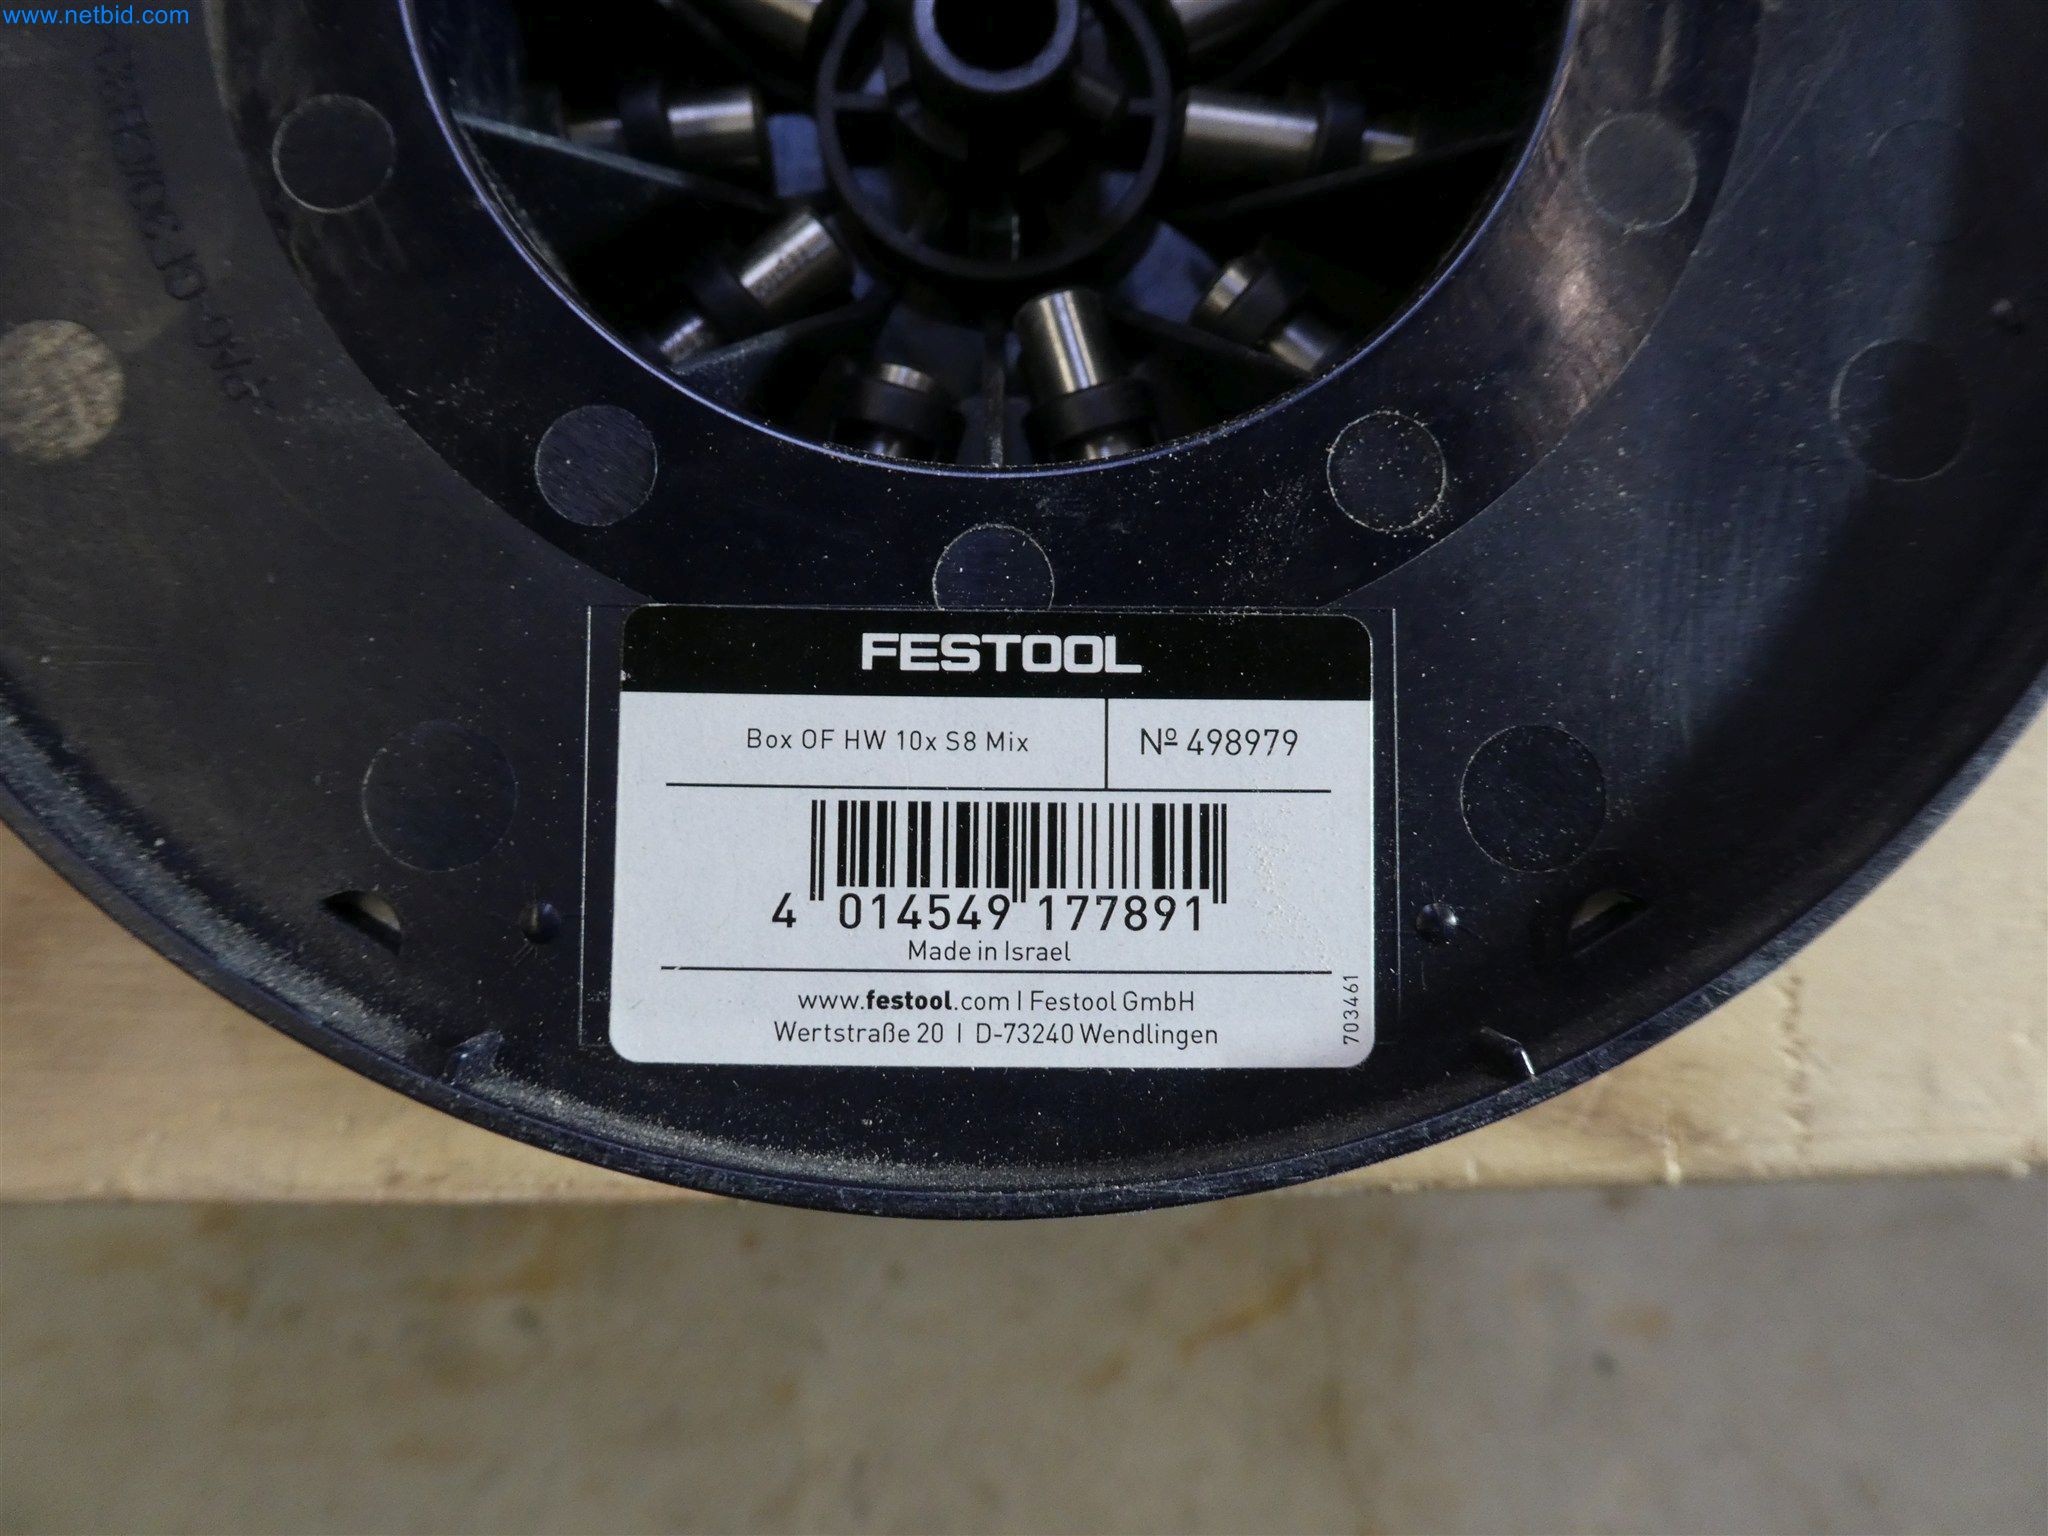 www.netbid.com
FESTOOL
Box OF HW 10x S8 Mix
Nº 498979
4 014549 177891
Made in Israel
www.festool.com | Festool GmbH
Wertstraße 20 | D-73240 Wendlingen
703461